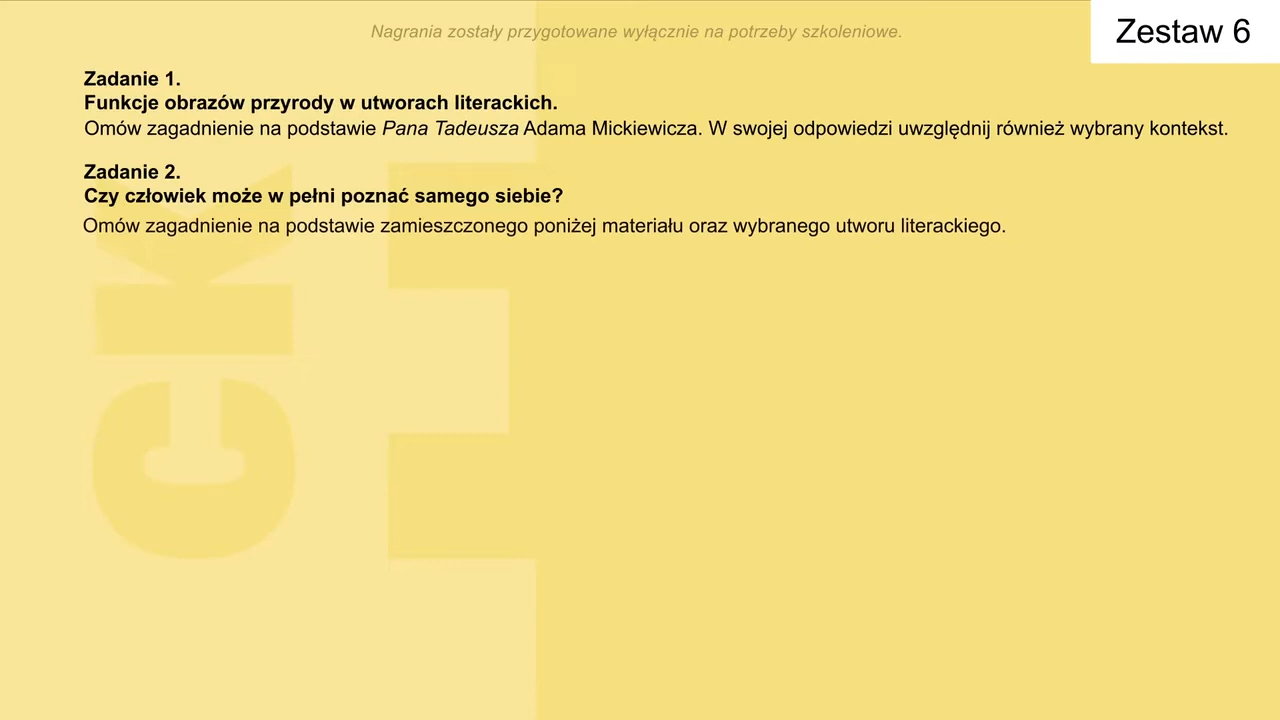 Nagrania zostały przygotowane wyłącznie na potrzeby szkoleniowe.
Zestaw 6
Zadanie 1.
Funkcje obrazów przyrody w utworach literackich.
Omów zagadnienie na podstawie Pana Tadeusza Adama Mickiewicza. W swojej odpowiedzi uwzględnij również wybrany kontekst.
Zadanie 2.
Czy człowiek może w pełni poznać samego siebie?
Omów zagadnienie na podstawie zamieszczonego poniżej materiału oraz wybranego utworu literackiego.